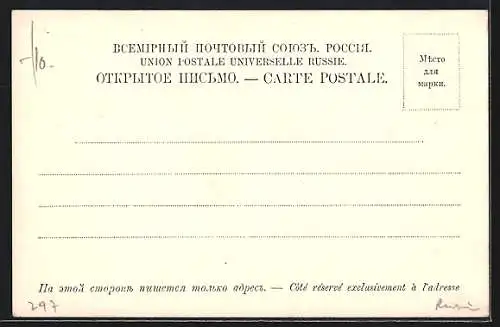 ВСЕМІРНЫЙ ПОЧТОВЫЙ СОЮЗЪ. РОССІЯ.
UNION POSTALE UNIVERSELLE RUSSIE.
ОТКРЫТОЕ ПИСЬМО. — CARTE POSTALE.
Мѣсто
для
марки.
На этой сторонѣ пишется только адресъ. — Côté réservé exclusivement à l'adresse
297